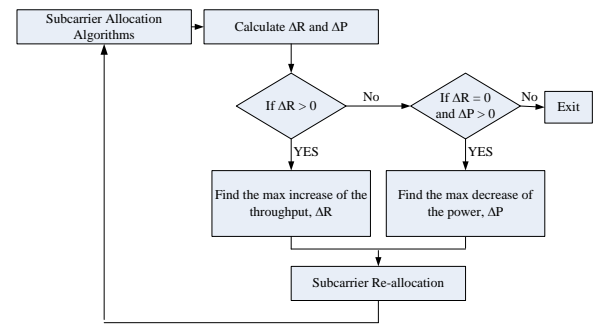 Subcarrier Allocation
Algorithms
Calculate ΔR and ΔP
If ΔR > 0
No
If ΔR = 0
and ΔP > 0
No
Exit
YES
YES
Find the max increase of the
throughput, ΔR
Find the max decrease of
the power, ΔP
Subcarrier Re-allocation